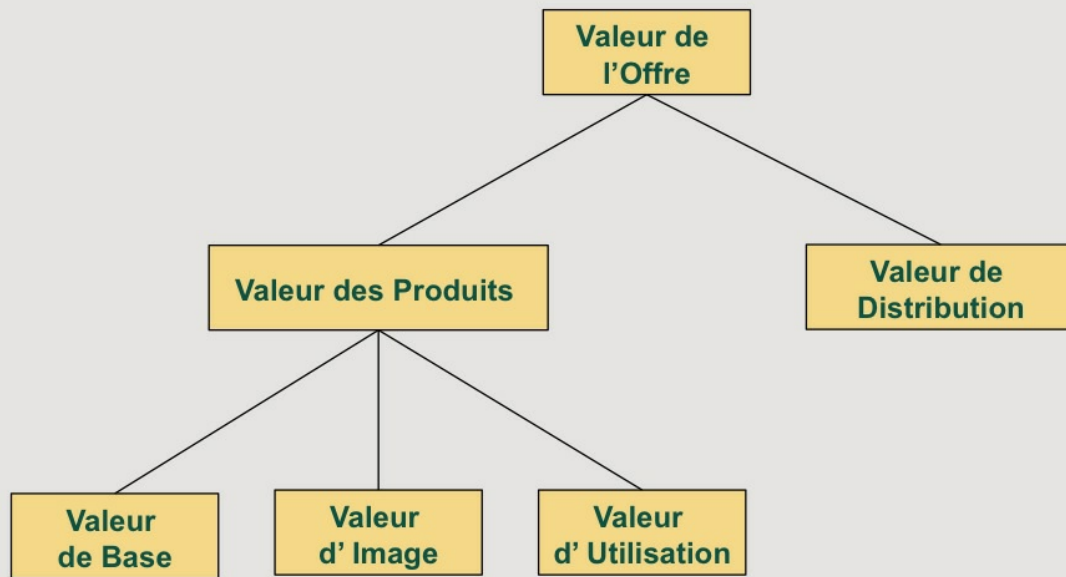 Valeur de
l’Offre
Valeur des Produits
Valeur de
Distribution
Valeur
de Base
Valeur
d’ Image
Valeur
d’ Utilisation